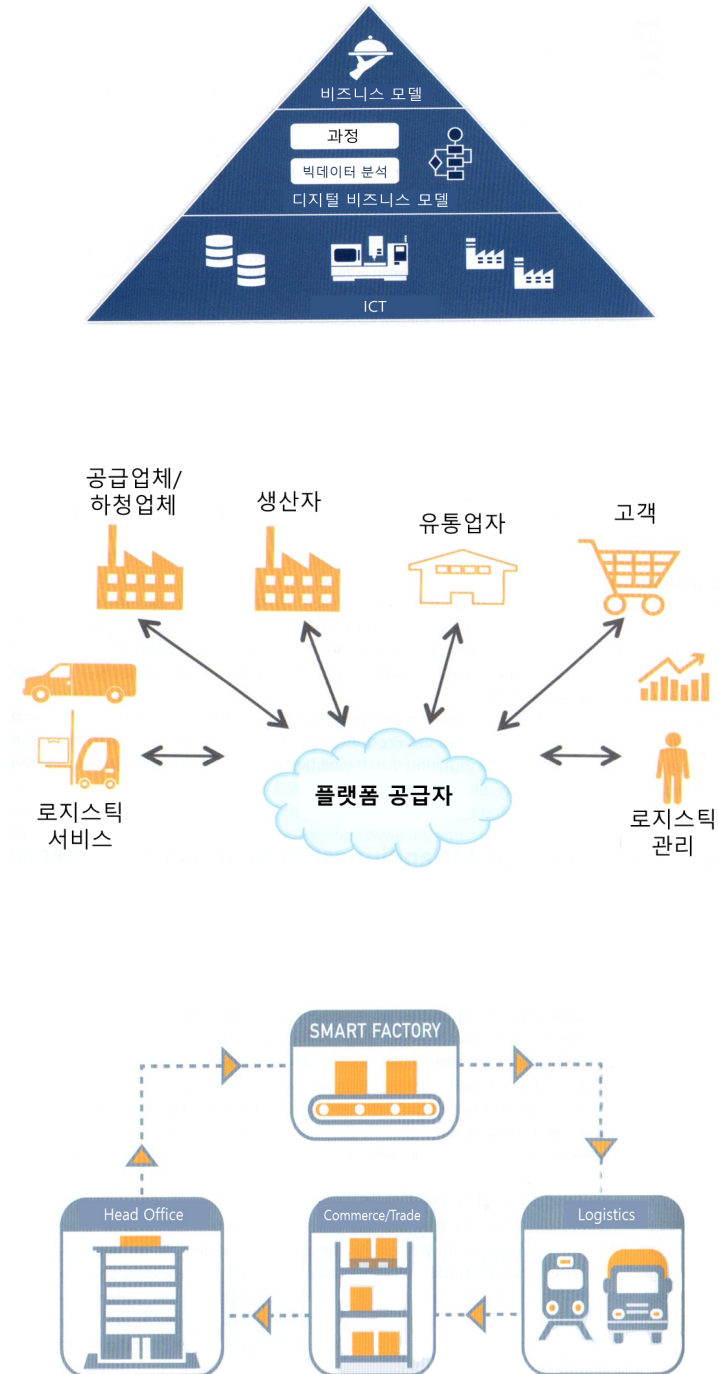 비즈니스 모델
과정
빅데이터 분석
디지털 비즈니스 모델
ICT
공급업체/
하청업체
생산자
유통업자
고객
플랫폼 공급자
로지스틱
서비스
로지스틱
관리
SMART FACTORY
Head Office
Commerce/Trade
Logistics